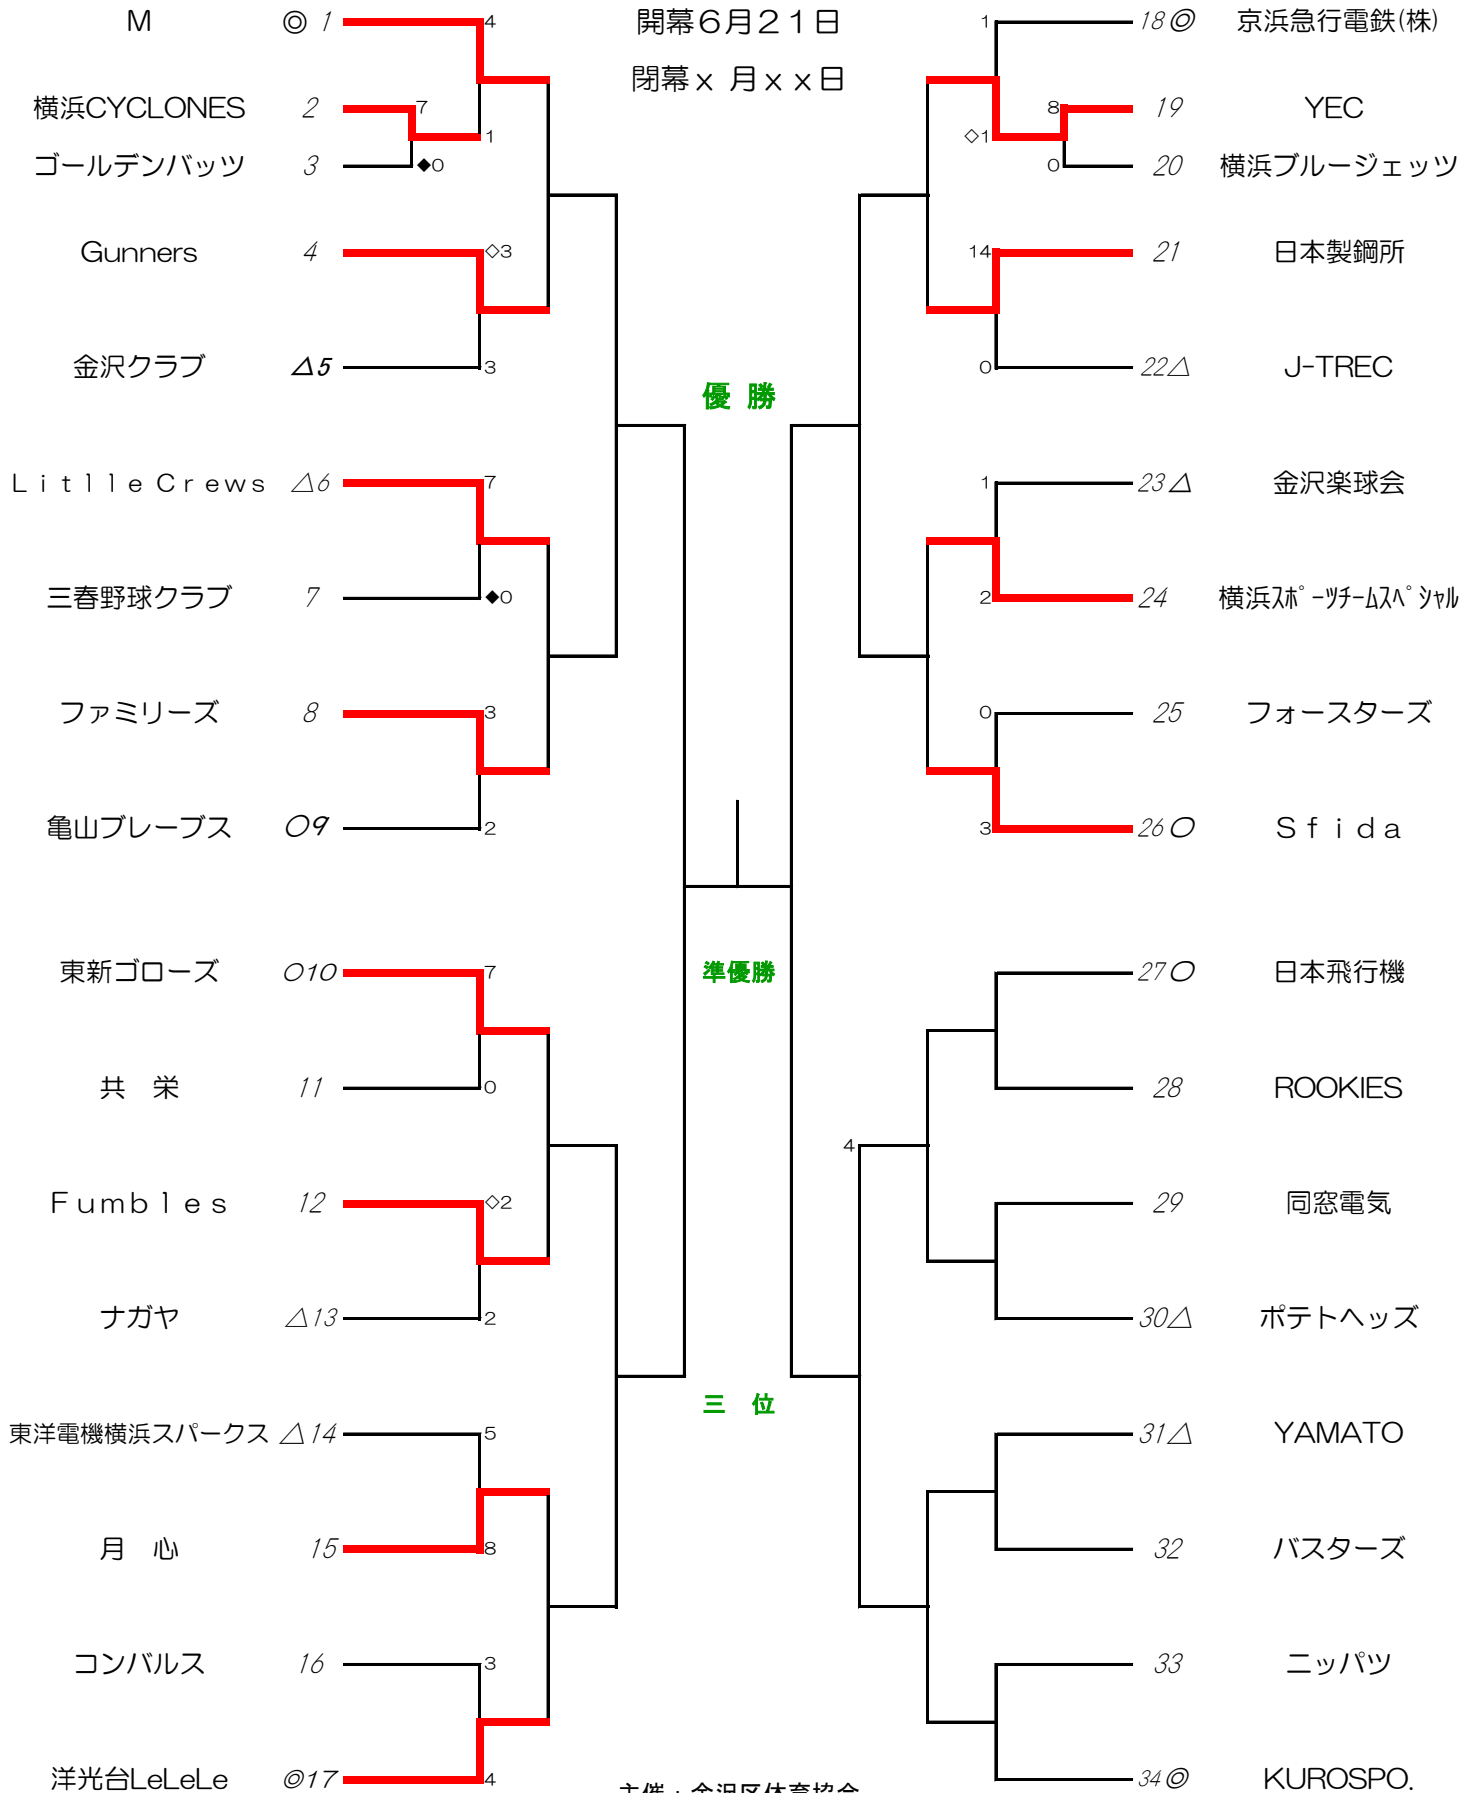 M ◎ 1 4 開幕6月21日 1 18◎ 京浜急行電鉄(株)
閉幕x 月xx日
横浜CYCLONES 2 7 8 19 YEC
1 ◇1
ゴールデンバッツ 3 ◆0 0 20 横浜ブルージェッツ
Gunners 4 ◇3 14 21 日本製鋼所
金沢クラブ △5 3 0 22△ J-TREC
優 勝
Litlle Crews △6 7 1 23△ 金沢楽球会
三春野球クラブ 7 ◆0 2 24 横浜ｽﾎﾟｰﾂﾁｰﾑｽﾍﾟｼｬﾙ
ファミリーズ 8 3 0 25 フォースターズ
亀山ブレーブス ○9 2 3 26○ Sfida
東新ゴローズ ○10 7 準優勝 27○ 日本飛行機
共 栄 11 0 28 ROOKIES
4
Fumbles 12 ◇2 29 同窓電気
ナガヤ △13 2 30△ ポテトヘッズ
三 位
東洋電機横浜スパークス △14 5 31△ YAMATO
月 心 15 8 32 バスターズ
コンバルス 16 3 33 ニッパツ
洋光台LeLeLe ◎17 4 34◎ KUROSPO.
主催：金沢区体育協会